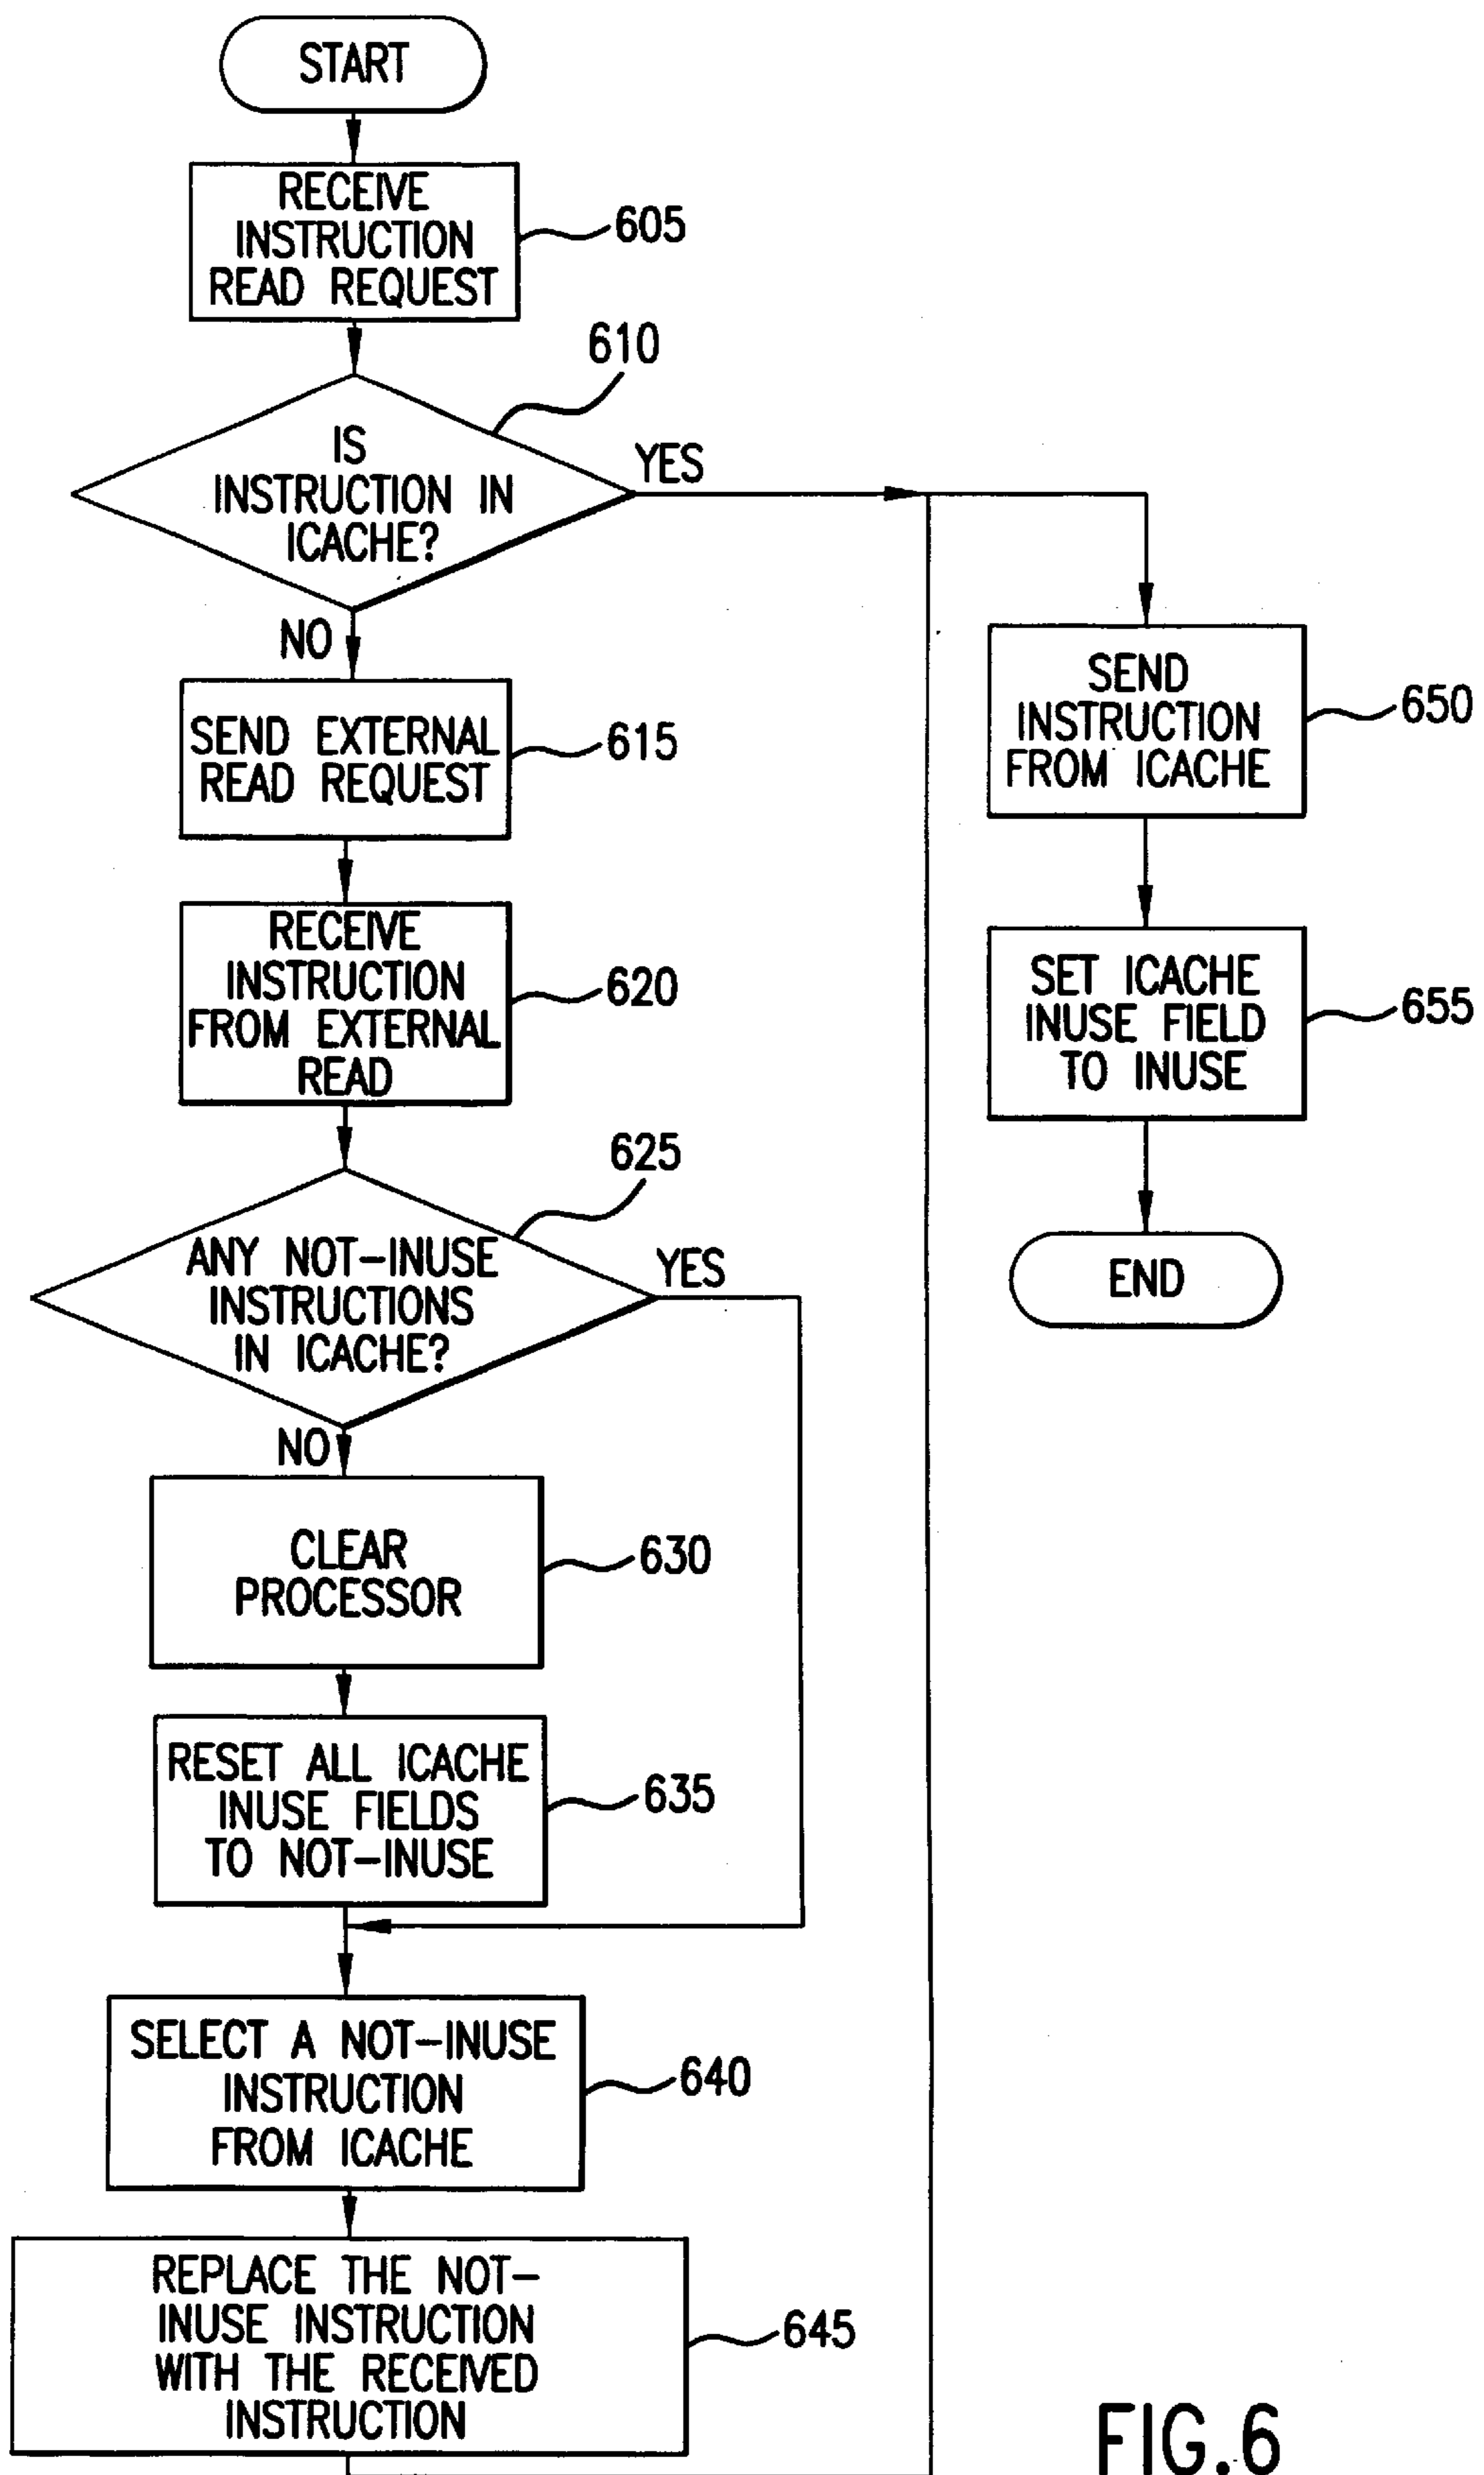 START
RECEIVE
INSTRUCTION
READ REQUEST
605
610
IS
INSTRUCTION IN
ICACHE?
YES
NO
SEND EXTERNAL
READ REQUEST
615
RECEIVE
INSTRUCTION
FROM EXTERNAL
READ
620
625
ANY NOT-INUSE
INSTRUCTIONS
IN ICACHE?
YES
NO
CLEAR
PROCESSOR
630
RESET ALL ICACHE
INUSE FIELDS
TO NOT-INUSE
635
SELECT A NOT-INUSE
INSTRUCTION
FROM ICACHE
640
REPLACE THE NOT-
INUSE INSTRUCTION
WITH THE RECEIVED
INSTRUCTION
645
SEND
INSTRUCTION
FROM ICACHE
650
SET ICACHE
INUSE FIELD
TO INUSE
655
END
FIG.6